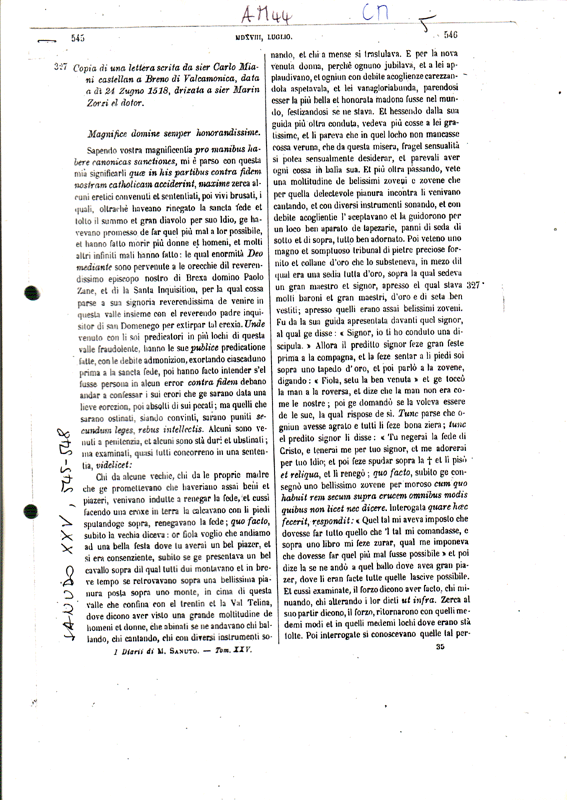 AM44 CM 5
545 MDXVIII, LUGLIO. 546
327 Copia di una lettera scrita da sier Carlo Mia-
ni castellan a Breno di Valcamonica, data
a dì 24 Zugno 1518, drizata a sier Marin
Zorzi el dotor.
Magnifice domine semper honorandissime.
Sapendo vostra magnificentia pro manibus ha-
bere canonicas sanctiones, mi è parso con questa
mia significarli quæ in his partibus contra fidem
nostram catholicam acciderint, maxime zerca al-
cuni eretici convenuti et sententiati, poi vivi brusati, i
quali, oltraché haveano rinegato la sancta fede et
tolto il summo et gran diavolo per suo Idio, ge ha-
vevano promesso de far quel più mal a lor possibile,
et hanno fatto morir più donne et homeni, et molti
altri infiniti mali hanno fatto: le qual enormità Deo
mediante sono pervenute a le orecchie dil reveren-
dissimo episcopo nostro di Brexa domino Paolo
Zane, et di la Santa Inquisition, per la qual cossa
parse a sua signoria reverendissima de venire in
questa valle insieme con el reverendo padre inqui-
sitor di san Domenego per extirpar tal erexia. Unde
venuto con li soi predicatori in più lochi di questa
valle fraudolente, hanno le sue publice predicatione
fatte, con le debite admonizion, exortando ciascaduno
prima a la sancta fede, poi hanno facto intender s'el
fusse persona in alcun error contra fidem debano
andar a confessar i sui erori che ge sarano data una
lieve corezion, poi absolti di sui pecati; ma quelli che
sarano ostinati, siando convinti, sarano puniti se-
cundum leges, rebus intellectis. Alcuni sono ve-
nuti a penitenzia, et alcuni sono stà duri et ubstinati;
ma examinati, quasi tutti concorreno in una senten-
tia, videlicet:
Chi da alcune vechie, chi da le proprie madre
che ge promettevano che haveriano assai beni et
piazeri, venivano indutte a renegar la fede, et cussì
facendo una croxe in terra la calcavano con li piedi
sputandoge sopra, renegavano la fede; quo facto,
subito la vechia diceva: or fiola voglio che andiamo
ad una bella festa dove tu averai un bel piazer, et
si era consenziente, subito se ge presentava un bel
cavallo sopra dil qual tutti dui montavano et in bre-
ve tempo se retrovavano sopra una bellissima pia-
nura posta sopra uno monte, in cima di questa
valle che confina con el trentin et la Val Telina,
dove dicono aver visto una grande moltitudine de
homeni et donne, che abinati se ne andavano chi bal-
lando, chi cantando, chi con diversi instrumenti so-
I Diarii di M. SANUTO. — Tom. XXV.
SANUDO XXV, 545-548
nando, et chi a mense si trastulava. E per la nova
venuta donna, perchè ognuno jubilava, et a lei ap-
plaudivano, et ogniun con debite acoglienze carezzan-
dola aspetavala, et lei vanagloriabunda, parendosi
esser la più bella et honorata madona fusse nel mun-
do, festizandosi se ne stava. Et hessendo dalla sua
guida più oltra conduta, vedeva più cosse a lei gra-
tissime, et li pareva che in quel locho non mancasse
cossa veruna, che da questa misera, fragel sensualità
si potea sensualmente desiderar, et parevali aver
ogni cossa in balia sua. Et più oltra passando, vete
una moltitudine de belissimi zoveni e zovene che
per quella delectevole pianura incontra li venivano
cantando, et con diversi instrumenti sonando, et con
debite acogliente l'aceptavano et la guidorono per
un loco ben aparato de tapezarie, panni di seda di
sotto et di sopra, tutto ben adornato. Poi veteno uno
magno et somptuoso tribunal di pietre preciose for-
nito et collane d'oro che lo substeneva, in mezo dil
qual era una sedia tutta d'oro, sopra la qual sedeva
un gran maestro et signor, apresso el qual stava 327*
molti baroni et gran maestri, d'oro e di seta ben
vestiti; apresso quelli erano assai belissimi zoveni.
Fu da la sua guida apresentata davanti quel signor,
al qual ge disse: « Signor, io ti ho conduto una di-
scipula. » Allora il preditto signor feze gran feste
prima a la compagna, et la feze sentar a li piedi soi
sopra uno tapedo d'oro, et poi parlò a la zovene,
digando: « Fiola, setu la ben venuta » et ge tocoè
la man a la roversa, et dize che la man non era co-
me le nostre; poi ge domandò se la voleva essere
de le sue, la qual rispose de sì. Tunc parse che o-
gniun avesse agrato e tutti li feze bona ziera; tunc
el predito signor li disse: « Tu negerai la fede di
Cristo, e tenerai me per tuo signor, et me adorerai
per tuo Idio; et poi feze spudar sopra la † et li pisò
et reliqua, et li renegò; quo facto, subito ge con-
segnò uno bellissimo zovene per moroso cum quo
habuit rem secum supra crucem omnibus modis
quibus non licet nec dicere. Interogata quare hæc
fecerit, respondit: « Quel tal mi aveva imposto che
dovesse far tutto quello che 'l tal mi comandasse, e
sopra uno libro mi feze zurar, qual me imponeva
che dovesse far quel più mal fusse possibile » et poi
dize la se ne andò a quel ballo dove avea gran pia-
zer, dove li eran facte tutte quelle lascive possibile.
Et cussì examinate, il forzo dicono aver facto, chi mi-
nuando, chi alterando i lor dieti ut infra. Zerca al
suo partir dicono, il forzo, ritornorono con quelli me-
demi modi et in quelli medemi lochi dove erano stà
tolte. Poi interrogate si conoscevano quelle tal per-
35